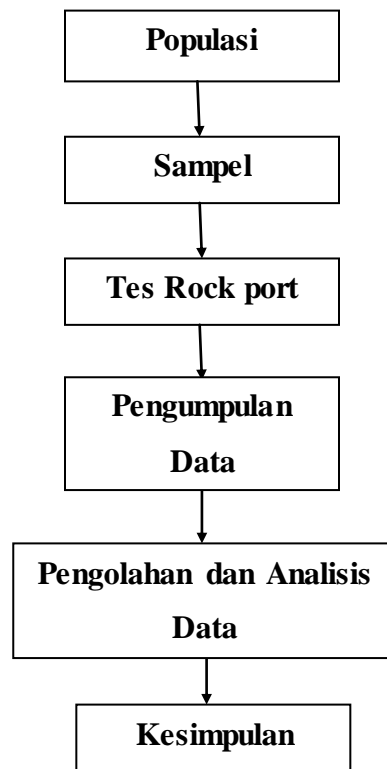 Populasi
Sampel
Tes Rock port
Pengumpulan
Data
Pengolahan dan Analisis
Data
Kesimpulan